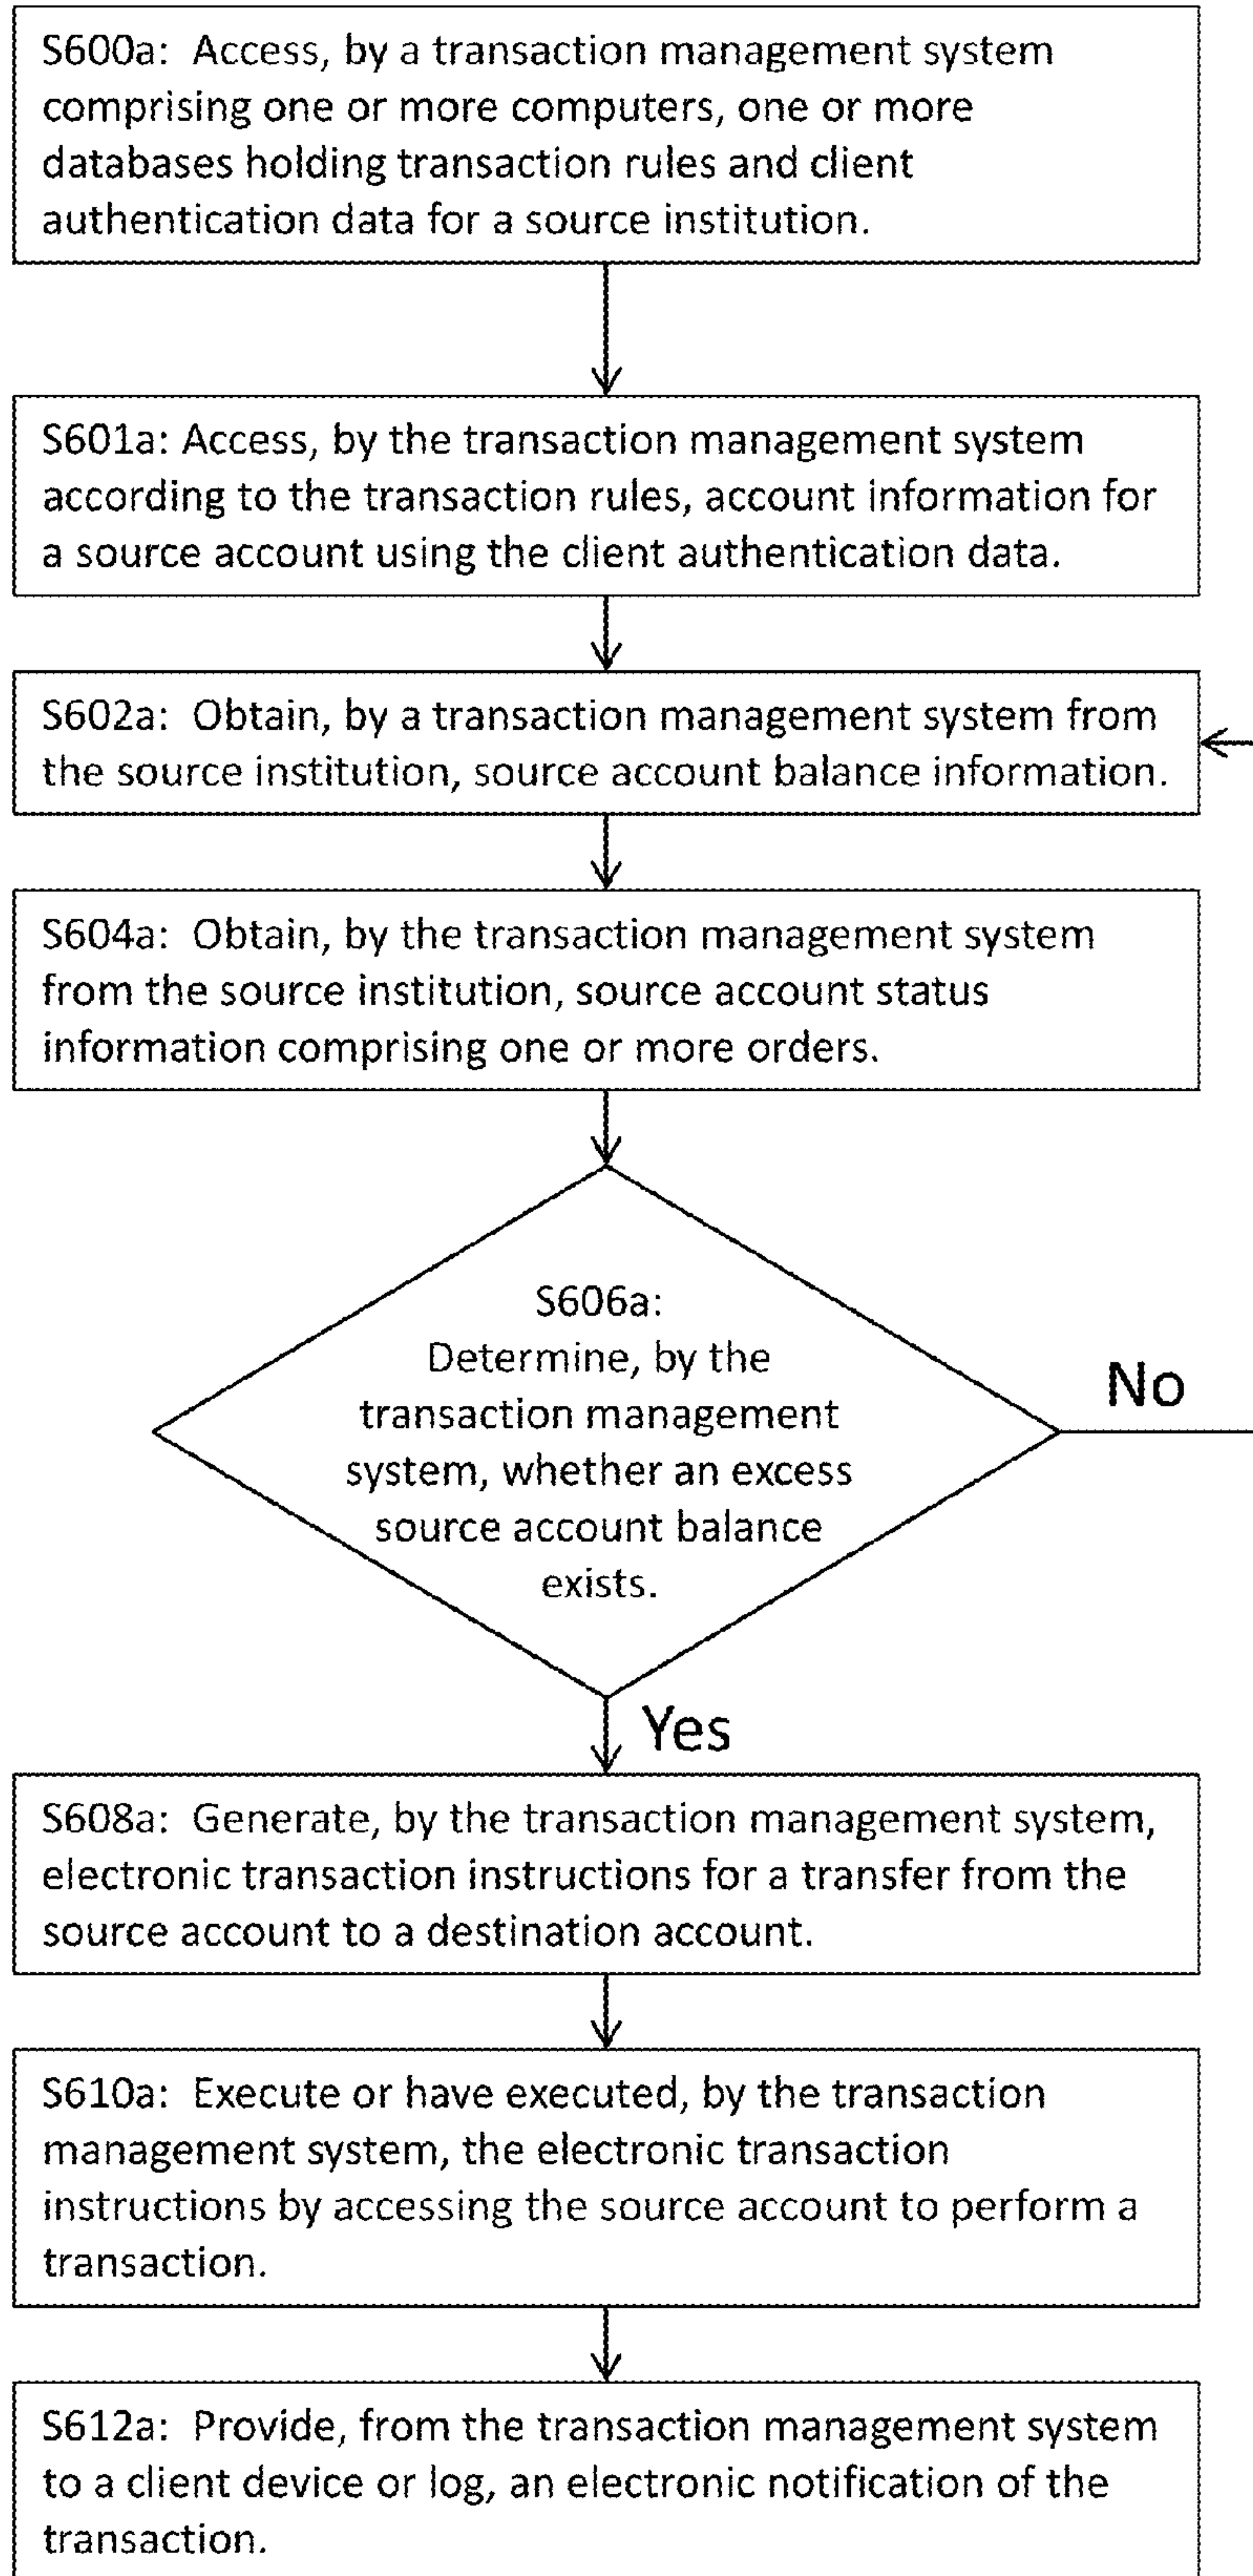 S600a: Access, by a transaction management system
comprising one or more computers, one or more
databases holding transaction rules and client
authentication data for a source institution.
S601a: Access, by the transaction management system
according to the transaction rules, account information for
a source account using the client authentication data.
S602a: Obtain, by a transaction management system from
the source institution, source account balance information.
S604a: Obtain, by the transaction management system
from the source institution, source account status
information comprising one or more orders.
S606a:
Determine, by the
transaction management
system, whether an excess
source account balance
exists.
No
Yes
S608a: Generate, by the transaction management system,
electronic transaction instructions for a transfer from the
source account to a destination account.
S610a: Execute or have executed, by the transaction
management system, the electronic transaction
instructions by accessing the source account to perform a
transaction.
S612a: Provide, from the transaction management system
to a client device or log, an electronic notification of the
transaction.